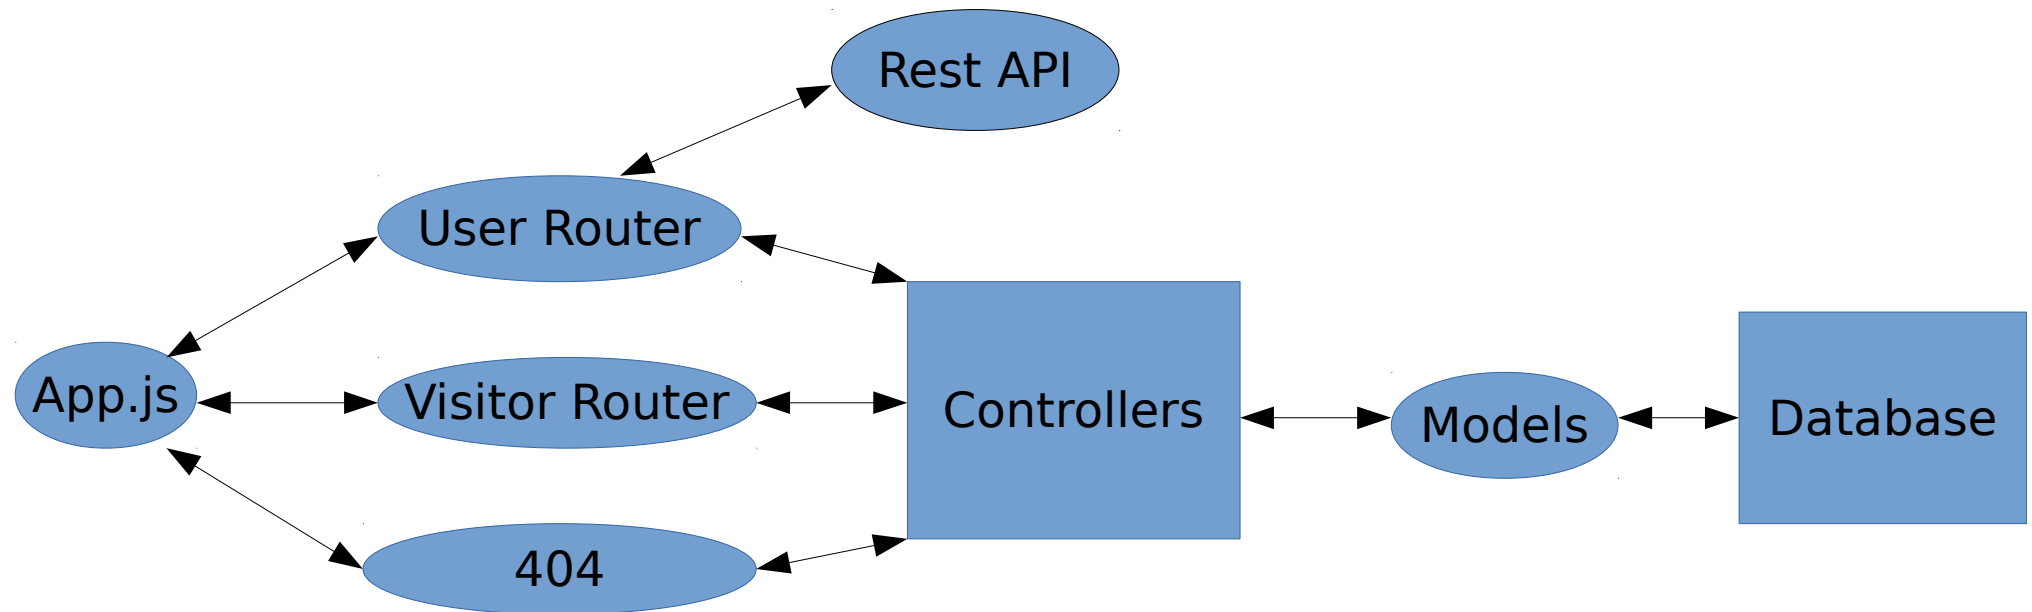 Rest API
User Router
App.js
Visitor Router
Controllers
Models
Database
404